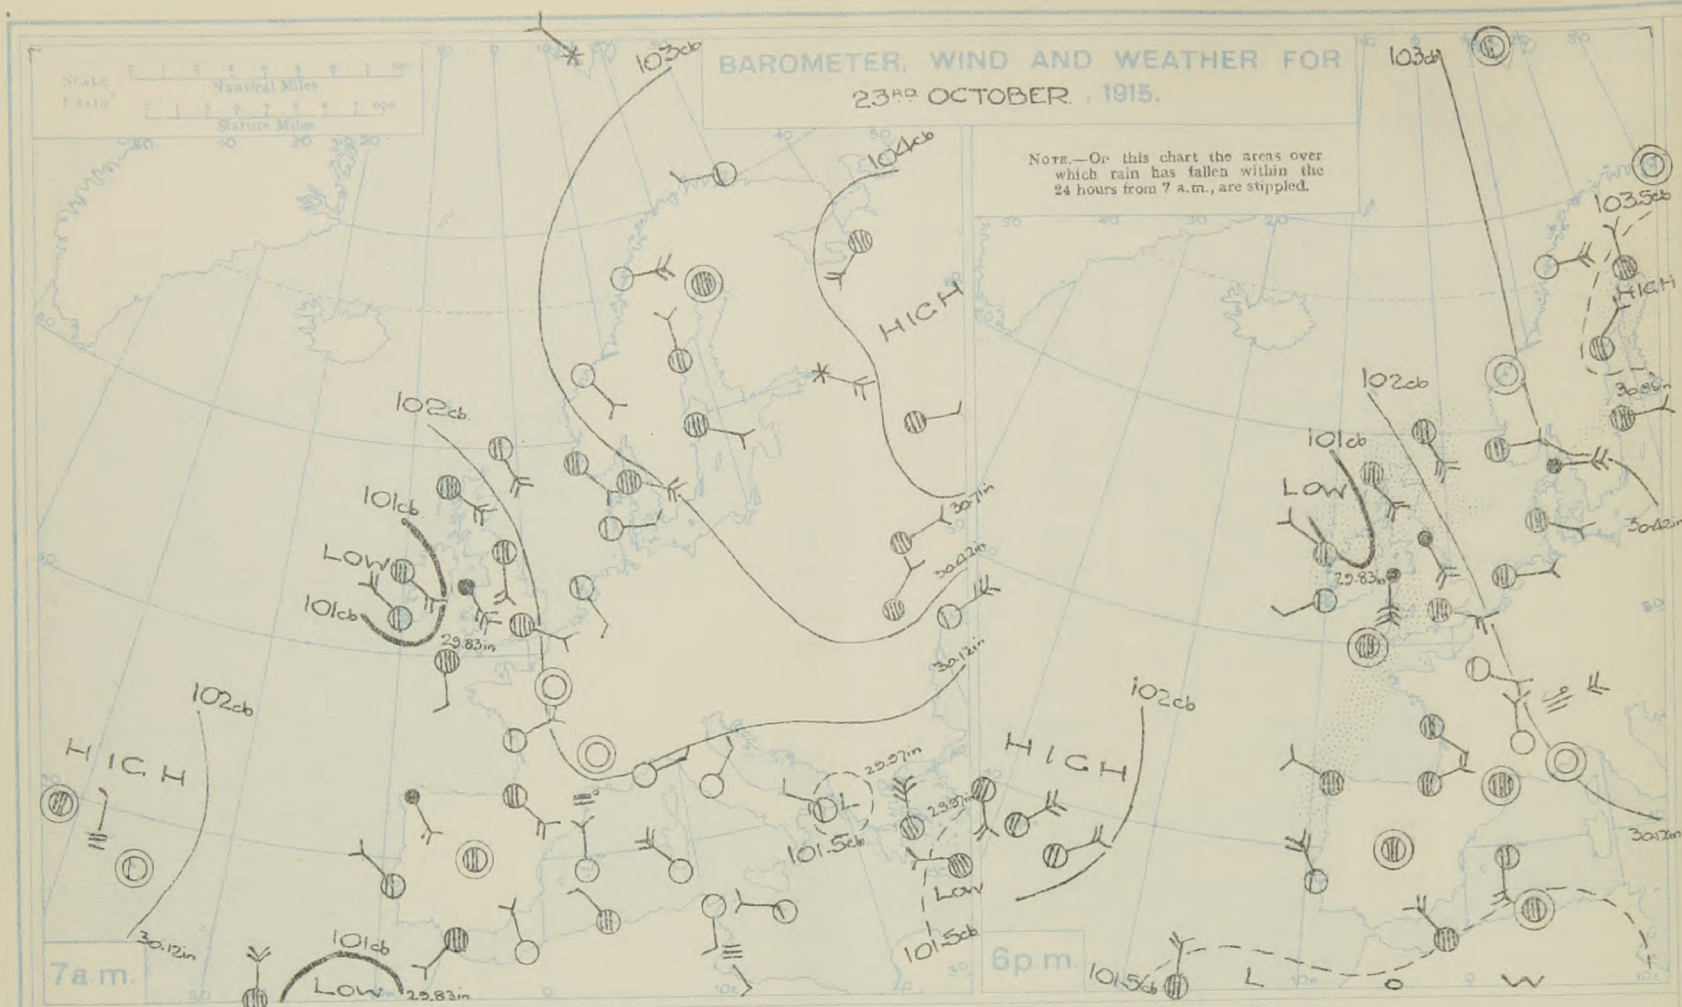 BAROMETER, WIND AND WEATHER FOR
23RD OCTOBER, 1915.
SCALE
Nautical Miles
Statute Miles
NOTE.—On this chart the areas over
which rain has fallen within the
24 hours from 7 a.m., are stippled.
103cb
104cb
HIGH
102cb
101cb
LOW
101cb
29.83in
30.71in
30.42in
30.12in
102cb
HIGH
30.12in
29.97in
L
101.5cb
29.97in
LOW
101.5cb
101cb
LOW
29.83in
7a.m.
103cb
103.5cb
HIGH
102cb
101cb
LOW
29.83in
30.42in
102cb
HIGH
30.12in
101.5cb
L O W
6p.m.